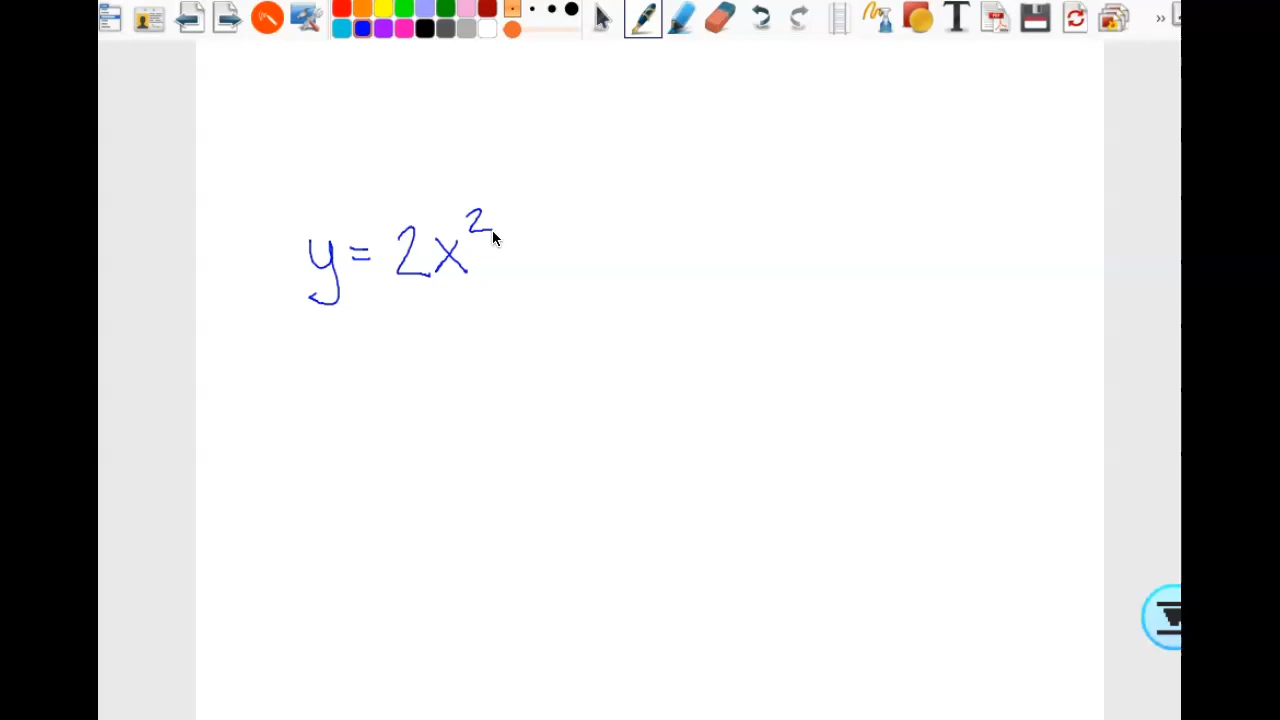 y = 2x²